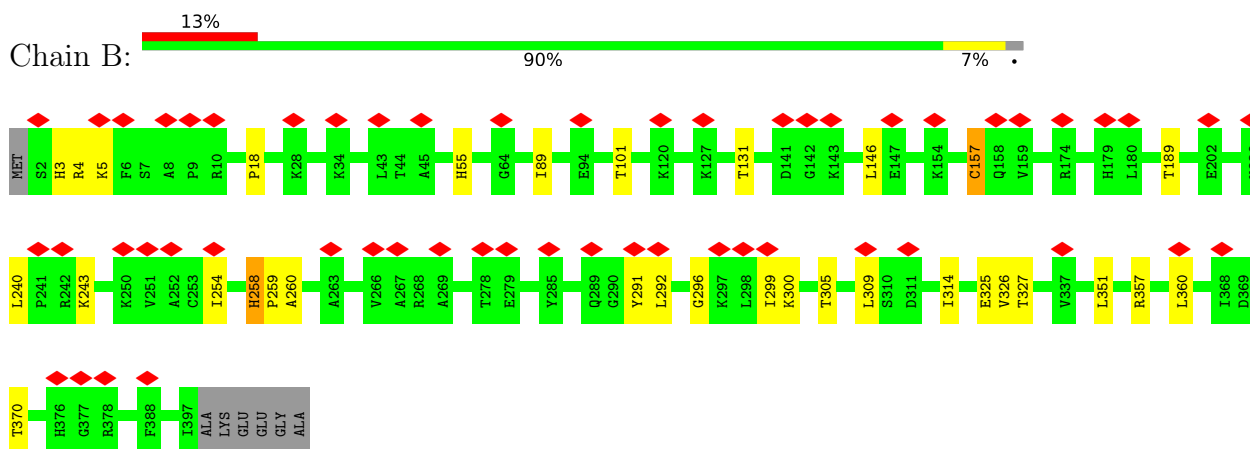 13%
Chain B:
90% 7% •
MET S2 H3 R4 K5 F6 S7 A8 P9 R10 P18 K28 K34 L43 T44 A45 H55 G64 I89 E94 T101 K120 K127 T131 D141 G142 K143 L146 E147 K154 C157 Q158 V159 R174 H179 L180 T189 E202
L240 P241 R242 K243 K250 V251 A252 C253 I254 H258 P259 A260 A263 V266 A267 R268 A269 I278 E279 Y285 Q289 G290 Y291 L292 G296 K297 L298 I299 K300 T305 L309 S310 D311 I314 E325 V326 T327 V337 L351 R357 L360 I368 D369
T370 H376 G377 R378 F388 I397 ALA LYS GLU GLU GLY ALA